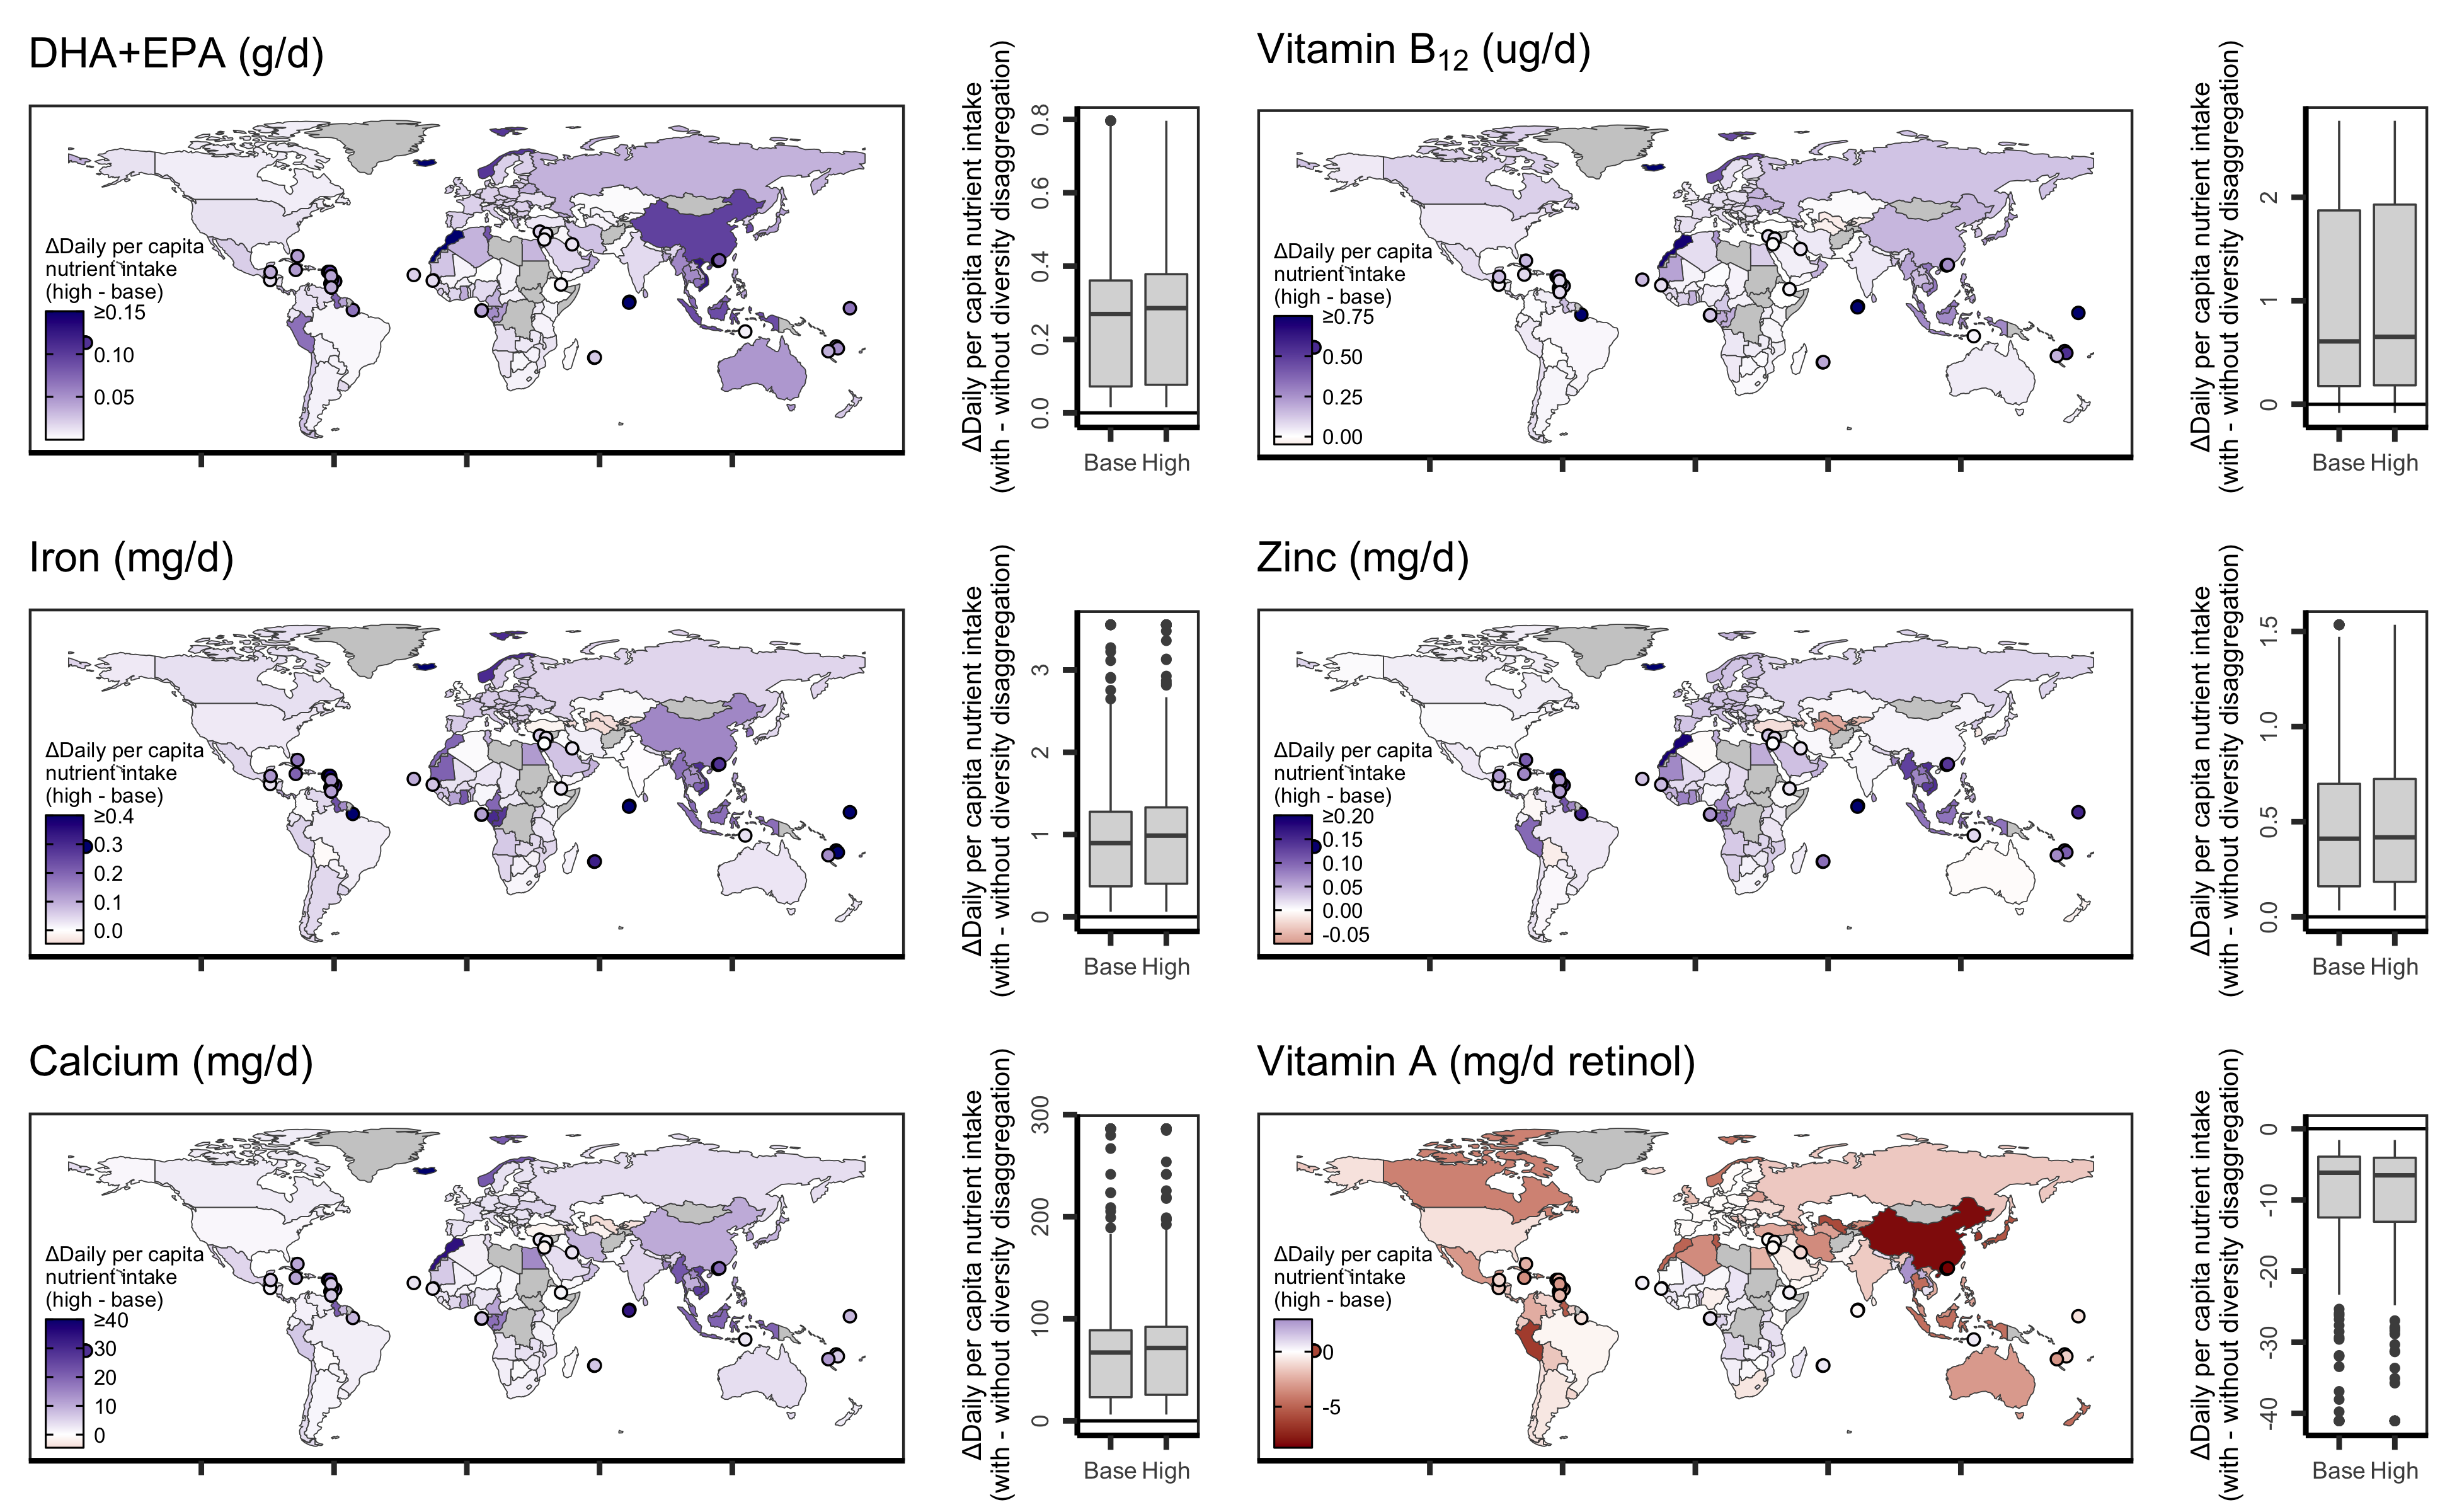 DHA+EPA (g/d)
ΔDaily per capita
nutrient intake
(high - base)
≥0.15
0.10
0.05
ΔDaily per capita nutrient intake
(with - without diversity disaggregation)
0.8
0.6
0.4
0.2
0.0
Base High
Vitamin B12 (ug/d)
ΔDaily per capita
nutrient intake
(high - base)
≥0.75
0.50
0.25
0.00
ΔDaily per capita nutrient intake
(with - without diversity disaggregation)
2
1
0
Base High
Iron (mg/d)
ΔDaily per capita
nutrient intake
(high - base)
≥0.4
0.3
0.2
0.1
0.0
ΔDaily per capita nutrient intake
(with - without diversity disaggregation)
3
2
1
0
Base High
Zinc (mg/d)
ΔDaily per capita
nutrient intake
(high - base)
≥0.20
0.15
0.10
0.05
0.00
-0.05
ΔDaily per capita nutrient intake
(with - without diversity disaggregation)
1.5
1.0
0.5
0.0
Base High
Calcium (mg/d)
ΔDaily per capita
nutrient intake
(high - base)
≥40
30
20
10
0
ΔDaily per capita nutrient intake
(with - without diversity disaggregation)
300
200
100
0
Base High
Vitamin A (mg/d retinol)
ΔDaily per capita
nutrient intake
(high - base)
0
-5
ΔDaily per capita nutrient intake
(with - without diversity disaggregation)
0
-10
-20
-30
-40
Base High